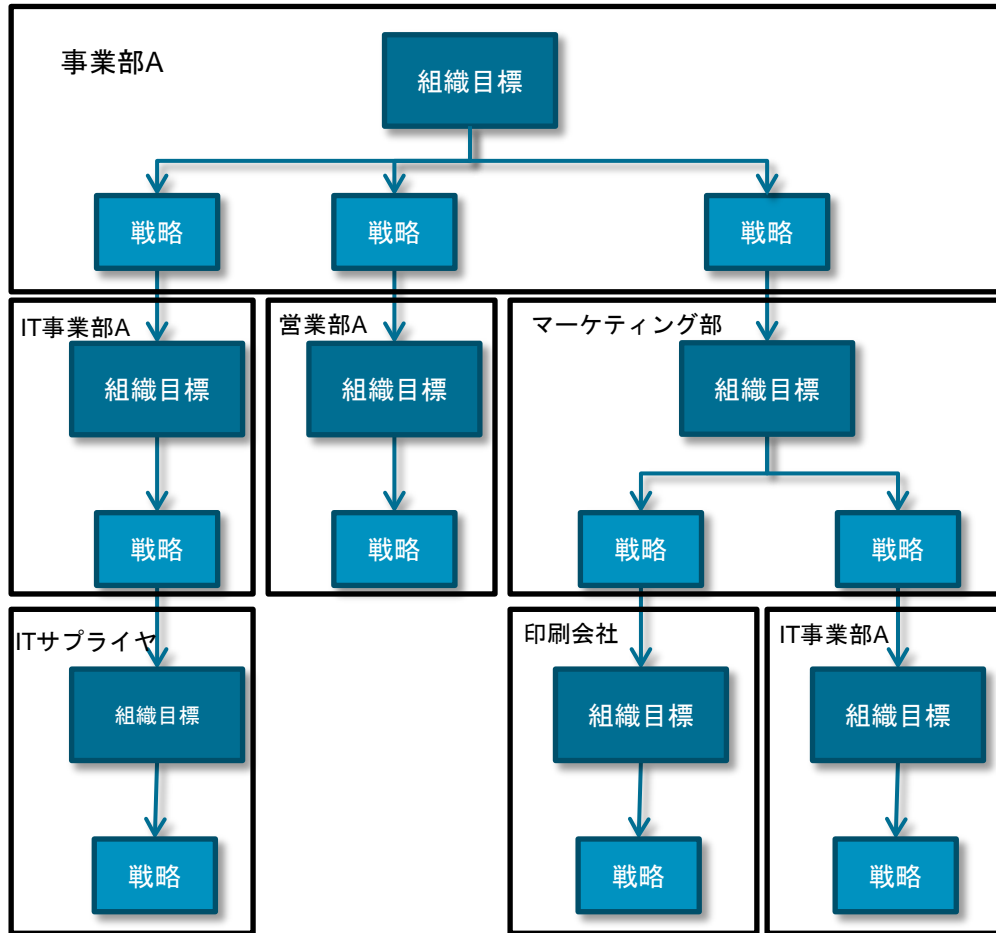 事業部A
組織目標
戦略
戦略
戦略
IT事業部A
営業部A
マーケティング部
組織目標
組織目標
組織目標
戦略
戦略
戦略
戦略
ITサプライヤ
印刷会社
IT事業部A
組織目標
組織目標
組織目標
戦略
戦略
戦略